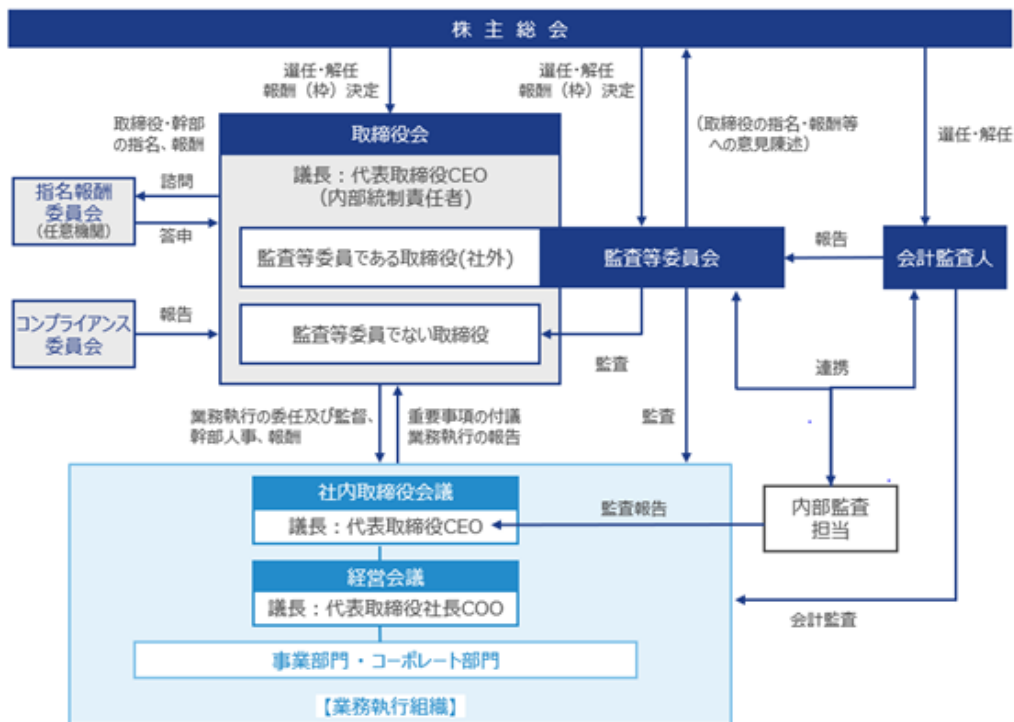 株 主 総 会
選任・解任
報酬（枠）決定
選任・解任
報酬（枠）決定
（取締役の指名・報酬等
への意見陳述）
選任・解任
取締役・幹部
の指名、報酬
取締役会
議長：代表取締役CEO
（内部統制責任者）
指名報酬
委員会
（任意機関）
諮問
答申
監査等委員である取締役(社外)
監査等委員会
報告
会計監査人
コンプライアンス
委員会
報告
監査等委員でない取締役
監査
連携
業務執行の委任及び監督、
幹部人事、報酬
重要事項の付議
業務執行の報告
監査
社内取締役会議
議長：代表取締役CEO
監査報告
内部監査
担当
経営会議
議長：代表取締役社長COO
会計監査
事業部門・コーポレート部門
【業務執行組織】